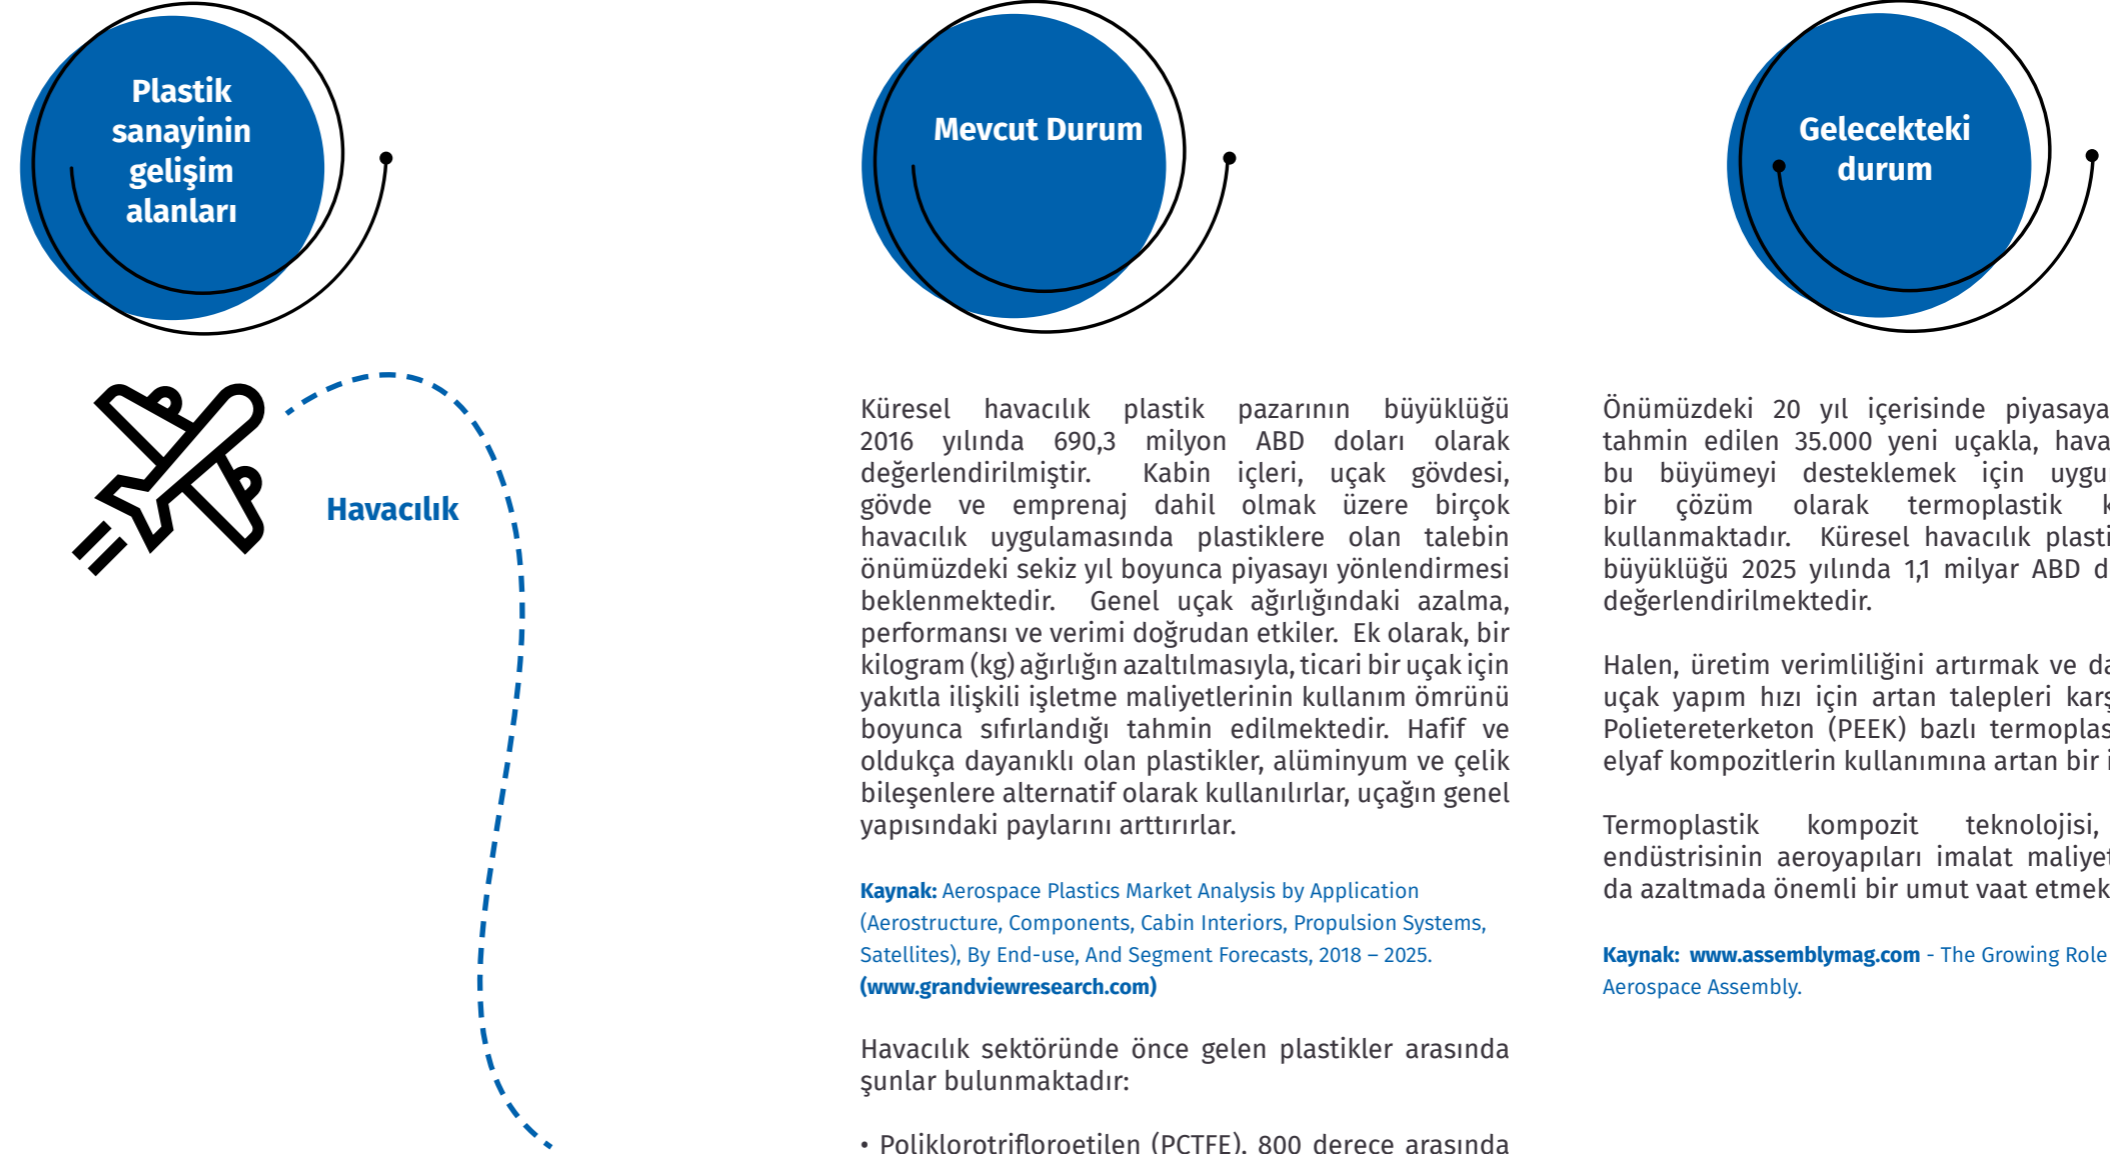 Plastik
sanayinin
gelişim
alanları
Havacılık
Mevcut Durum
Küresel havacılık plastik pazarının büyüklüğü
2016 yılında 690,3 milyon ABD doları olarak
değerlendirilmiştir. Kabin içleri, uçak gövdesi,
gövde ve emprenaj dahil olmak üzere birçok
havacılık uygulamasında plastiklere olan talebin
önümüzdeki sekiz yıl boyunca piyasayı yönlendirmesi
beklenmektedir. Genel uçak ağırlığındaki azalma,
performansı ve verimi doğrudan etkiler. Ek olarak, bir
kilogram (kg) ağırlığın azaltılmasıyla, ticari bir uçak için
yakıtla ilişkili işletme maliyetlerinin kullanım ömrünü
boyunca sıfırlandığı tahmin edilmektedir. Hafif ve
oldukça dayanıklı olan plastikler, alüminyum ve çelik
bileşenlere alternatif olarak kullanılırlar, uçağın genel
yapısındaki paylarını arttırırlar.
Kaynak: Aerospace Plastics Market Analysis by Application
(Aerostructure, Components, Cabin Interiors, Propulsion Systems,
Satellites), By End-use, And Segment Forecasts, 2018 – 2025.
(www.grandviewresearch.com)
Havacılık sektöründe önce gelen plastikler arasında
şunlar bulunmaktadır:
• Poliklorotrifloroetilen (PCTFE). 800 derece arasında
Gelecekteki
durum
Önümüzdeki 20 yıl içerisinde piyasaya
tahmin edilen 35.000 yeni uçakla,
bu büyümeyi desteklemek için
bir çözüm olarak termoplastik
kullanmaktadır. Küresel havacılık
büyüklüğü 2025 yılında 1,1 milyar ABD
değerlendirilmektedir.
Halen, üretim verimliliğini artırmak ve
uçak yapım hızı için artan talepleri
Polietereterketon (PEEK) bazlı
elyaf kompozitlerin kullanımına artan bir
Termoplastik kompozit teknolojisi,
endüstrisinin aeroyapıları imalat
da azaltmada önemli bir umut vaat
Kaynak: www.assemblymag.com - The Growing Role
Aerospace Assembly.